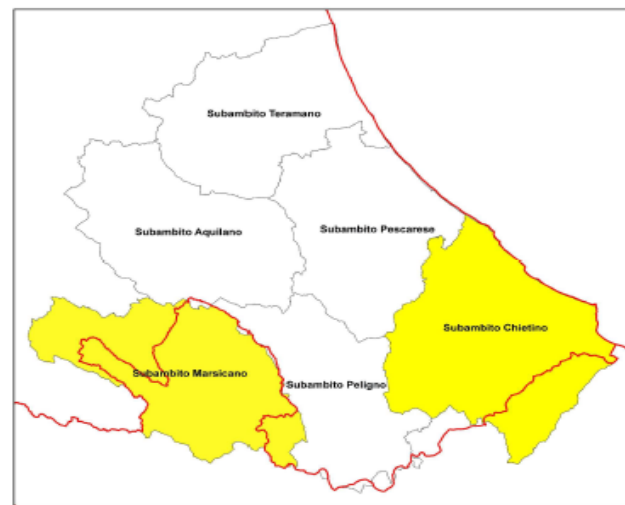 Subambito Teramano
Subambito Aquilano
Subambito Pescarese
Subambito Chietino
Subambito Marsicano
Subambito Peligno